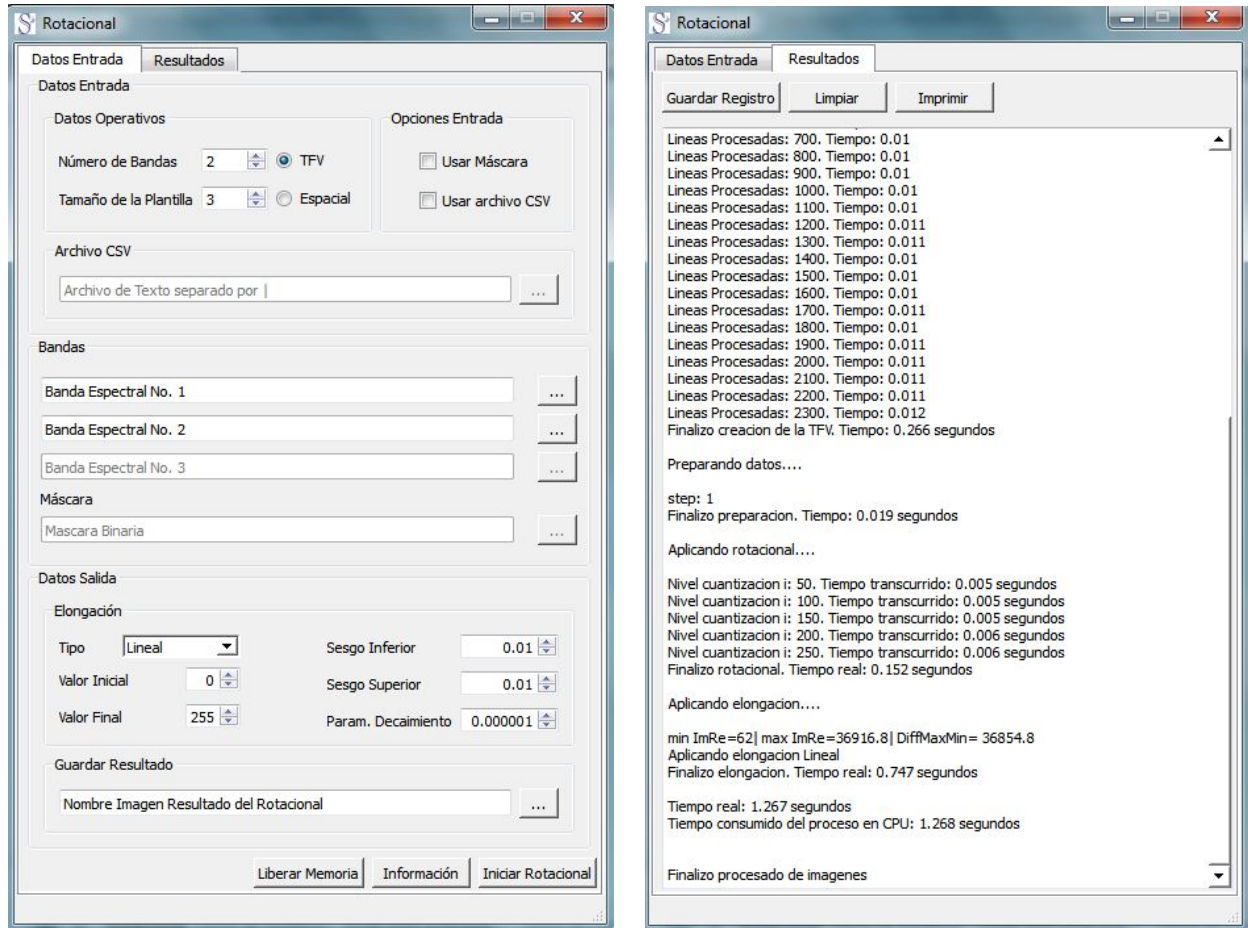 Rotacional
Datos Entrada Resultados
Datos Entrada
Datos Operativos
Número de Bandas 2 TFV
Tamaño de la Plantilla 3 Espacial
Opciones Entrada
Usar Máscara
Usar archivo CSV
Archivo CSV
Archivo de Texto separado por | ...
Bandas
Banda Espectral No. 1 ...
Banda Espectral No. 2 ...
Banda Espectral No. 3 ...
Máscara
Mascara Binaria ...
Datos Salida
Elongación
Tipo Lineal Sesgo Inferior 0.01
Valor Inicial 0 Sesgo Superior 0.01
Valor Final 255 Param. Decaimiento 0.000001
Guardar Resultado
Nombre Imagen Resultado del Rotacional ...
Liberar Memoria Información Iniciar Rotacional
Rotacional
Datos Entrada Resultados
Guardar Registro Limpiar Imprimir
Lineas Procesadas: 700. Tiempo: 0.01
Lineas Procesadas: 800. Tiempo: 0.01
Lineas Procesadas: 900. Tiempo: 0.01
Lineas Procesadas: 1000. Tiempo: 0.01
Lineas Procesadas: 1100. Tiempo: 0.01
Lineas Procesadas: 1200. Tiempo: 0.011
Lineas Procesadas: 1300. Tiempo: 0.011
Lineas Procesadas: 1400. Tiempo: 0.01
Lineas Procesadas: 1500. Tiempo: 0.01
Lineas Procesadas: 1600. Tiempo: 0.01
Lineas Procesadas: 1700. Tiempo: 0.011
Lineas Procesadas: 1800. Tiempo: 0.01
Lineas Procesadas: 1900. Tiempo: 0.011
Lineas Procesadas: 2000. Tiempo: 0.011
Lineas Procesadas: 2100. Tiempo: 0.011
Lineas Procesadas: 2200. Tiempo: 0.011
Lineas Procesadas: 2300. Tiempo: 0.012
Finalizo creacion de la TFV. Tiempo: 0.266 segundos
Preparando datos....
step: 1
Finalizo preparacion. Tiempo: 0.019 segundos
Aplicando rotacional....
Nivel cuantizacion i: 50. Tiempo transcurrido: 0.005 segundos
Nivel cuantizacion i: 100. Tiempo transcurrido: 0.005 segundos
Nivel cuantizacion i: 150. Tiempo transcurrido: 0.005 segundos
Nivel cuantizacion i: 200. Tiempo transcurrido: 0.006 segundos
Nivel cuantizacion i: 250. Tiempo transcurrido: 0.006 segundos
Finalizo rotacional. Tiempo real: 0.152 segundos
Aplicando elongacion....
min ImRe=62| max ImRe=36916.8| DiffMaxMin= 36854.8
Aplicando elongacion Lineal
Finalizo elongacion. Tiempo real: 0.747 segundos
Tiempo real: 1.267 segundos
Tiempo consumido del proceso en CPU: 1.268 segundos
Finalizo procesado de imagenes